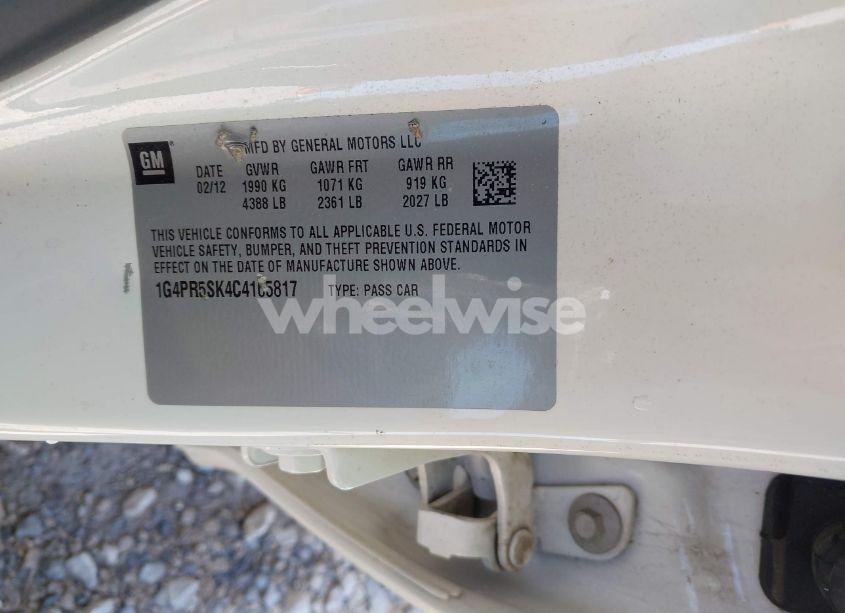 GM
MFD BY GENERAL MOTORS LLC
DATE GVWR GAWR FRT GAWR RR
02/12 1990 KG 1071 KG 919 KG
4388 LB 2361 LB 2027 LB
THIS VEHICLE CONFORMS TO ALL APPLICABLE U.S. FEDERAL MOTOR
VEHICLE SAFETY, BUMPER, AND THEFT PREVENTION STANDARDS IN
EFFECT ON THE DATE OF MANUFACTURE SHOWN ABOVE.
TYPE: PASS CAR
wheelwise